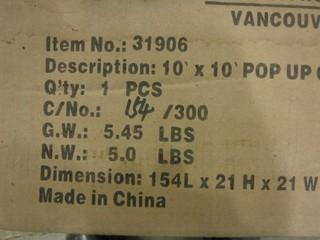 VANCOUV
Item No.: 31906
Description: 10' x 10' POP UP
Q'ty: 1 PCS
C/No.: 154 /300
G.W.: 5.45 LBS
N.W.: 5.0 LBS
Dimension: 154L x 21 H x 21 W
Made in China